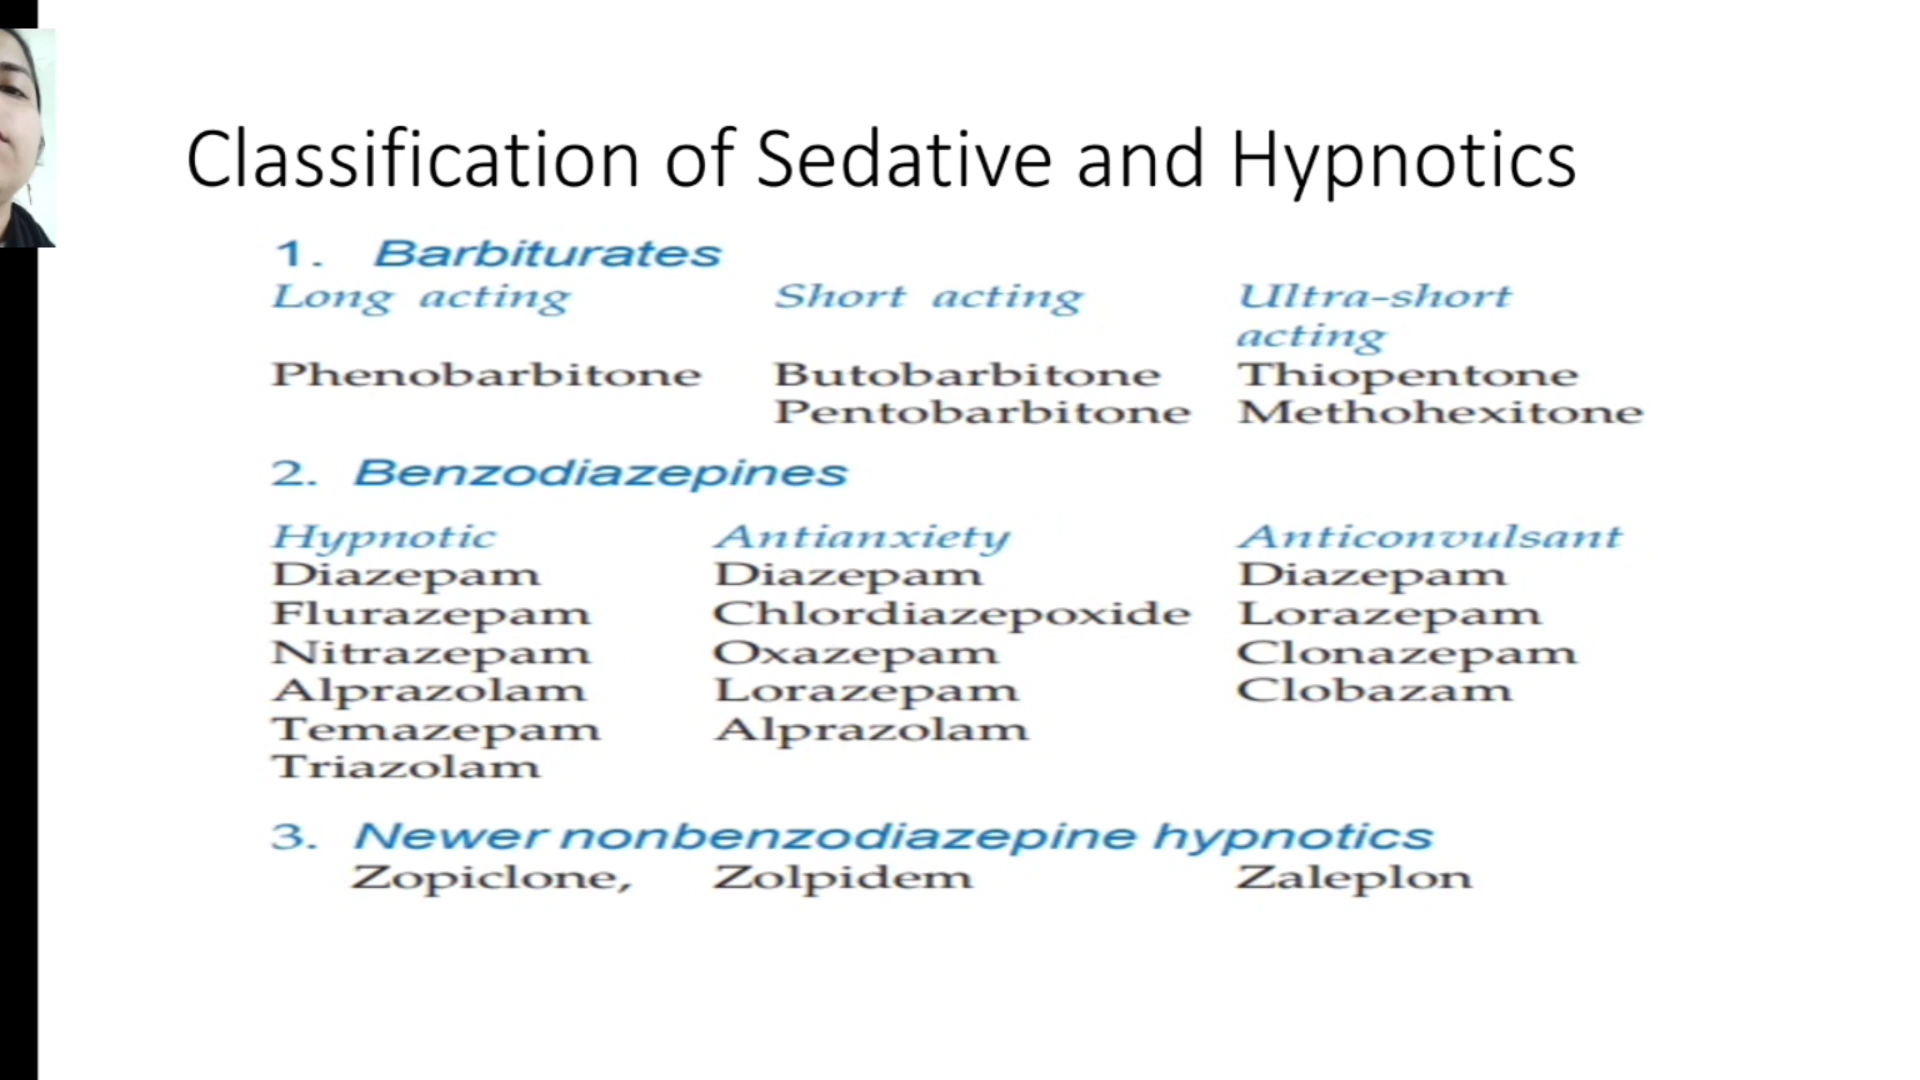 Classification of Sedative and Hypnotics
1. Barbiturates
Long acting Short acting Ultra-short
acting
Phenobarbitone Butobarbitone Thiopentone
Pentobarbitone Methohexitone
2. Benzodiazepines
Hypnotic Antianxiety Anticonvulsant
Diazepam Diazepam Diazepam
Flurazepam Chlordiazepoxide Lorazepam
Nitrazepam Oxazepam Clonazepam
Alprazolam Lorazepam Clobazam
Temazepam Alprazolam
Triazolam
3. Newer nonbenzodiazepine hypnotics
Zopiclone, Zolpidem Zaleplon